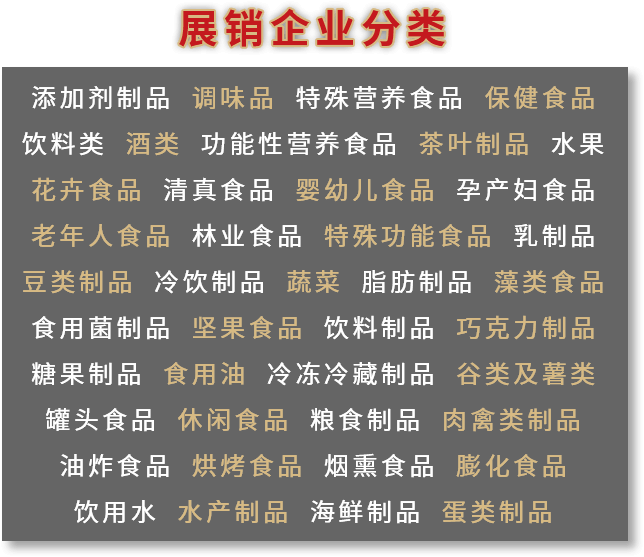 展销企业分类
添加剂制品 调味品 特殊营养食品 保健食品
饮料类 酒类 功能性营养食品 茶叶制品 水果
花卉食品 清真食品 婴幼儿食品 孕产妇食品
老年人食品 林业食品 特殊功能食品 乳制品
豆类制品 冷饮制品 蔬菜 脂肪制品 藻类食品
食用菌制品 坚果食品 饮料制品 巧克力制品
糖果制品 食用油 冷冻冷藏制品 谷类及薯类
罐头食品 休闲食品 粮食制品 肉禽类制品
油炸食品 烘烤食品 烟熏食品 膨化食品
饮用水 水产制品 海鲜制品 蛋类制品